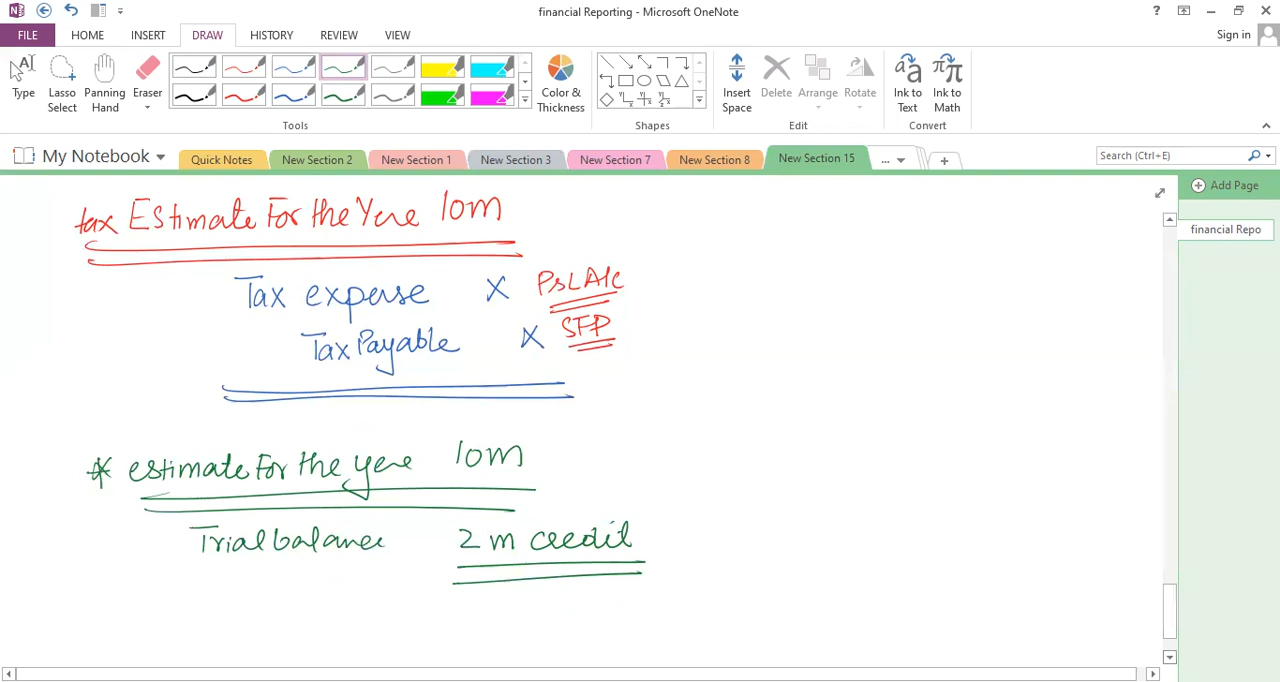 financial Reporting - Microsoft OneNote
Sign in
FILE HOME INSERT DRAW HISTORY REVIEW VIEW
Type
Lasso Select
Panning Hand
Eraser
Color & Thickness
Insert Space
Delete
Arrange
Rotate
Ink to Text
Ink to Math
Tools Shapes Edit Convert
My Notebook
Quick Notes New Section 2 New Section 1 New Section 3 New Section 7 New Section 8 New Section 15 ...
Search (Ctrl+E)
Add Page
financial Repo
tax Estimate For the Yere 10m
Tax expense X PsL A/c
Tax Payable X SFP
* estimate For the yere 10m
Trial balance 2 m credit